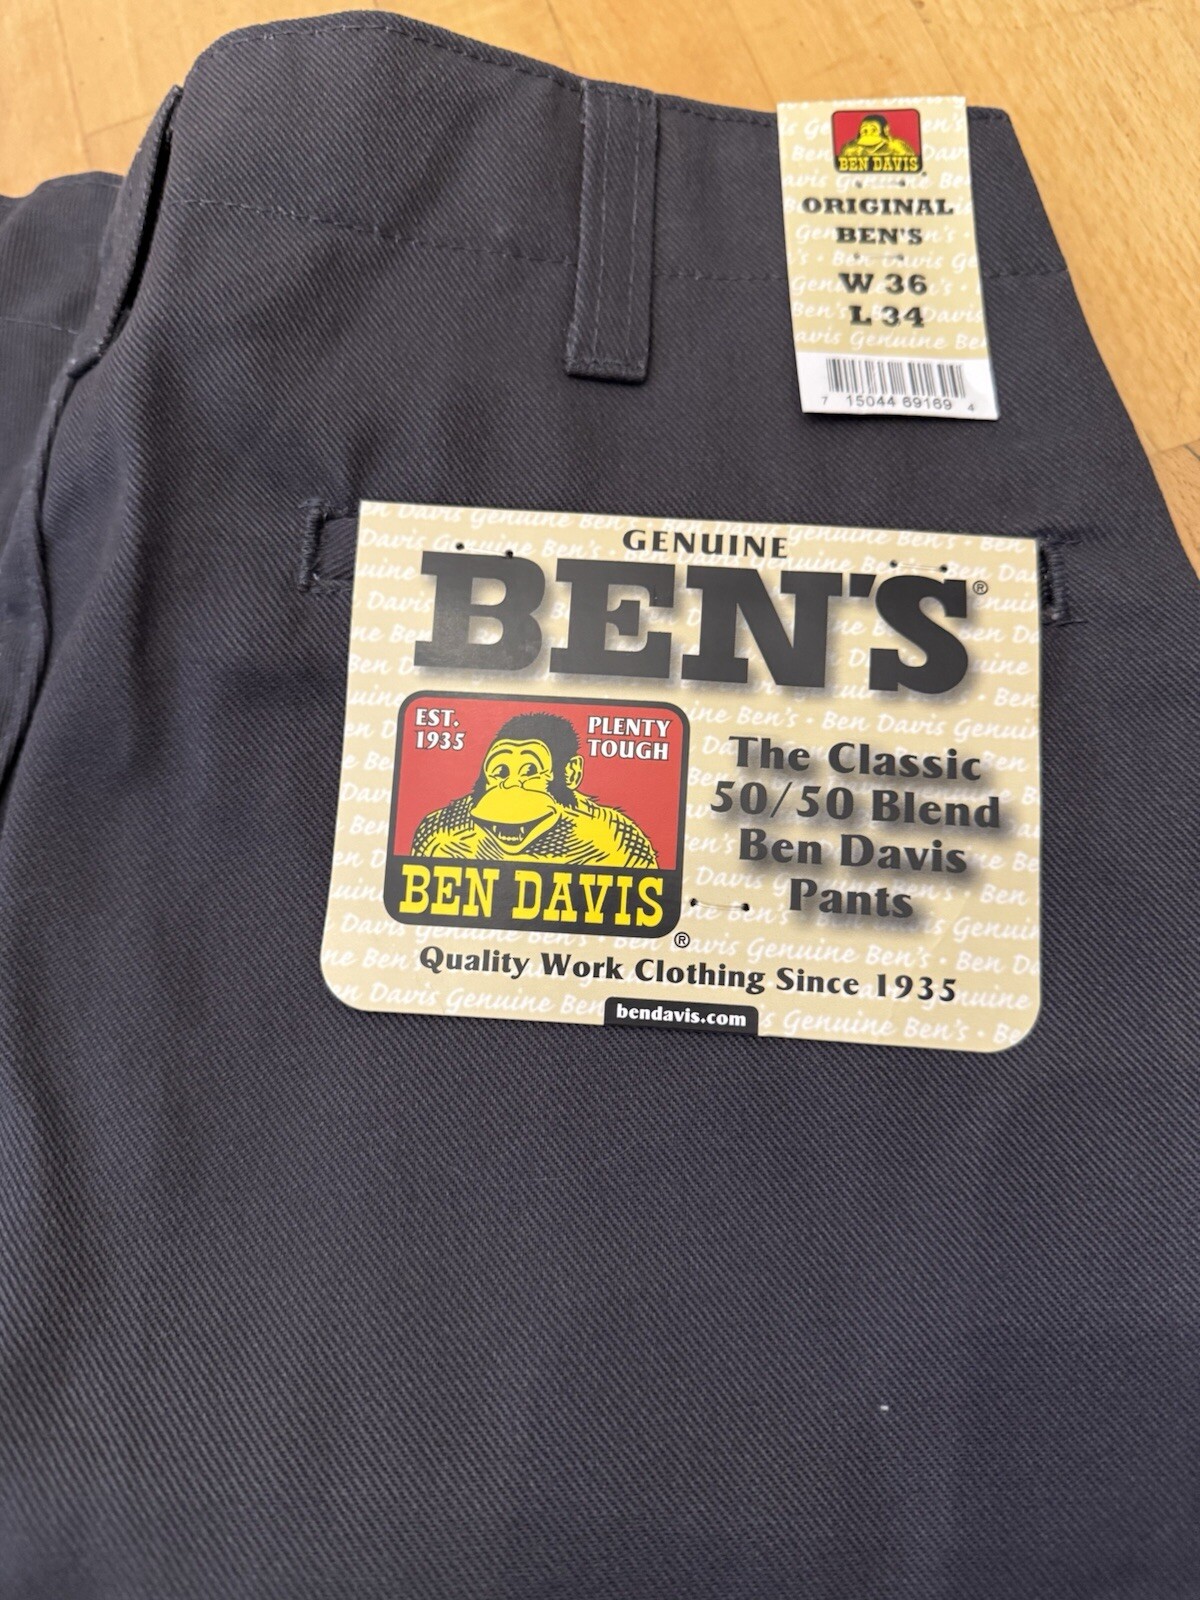 BEN DAVIS
ORIGINAL
BEN'S
W 36
L 34
7 15044 69169 4
GENUINE
BEN'S®
EST.
1935
PLENTY
TOUGH
BEN DAVIS
®
The Classic
50/50 Blend
Ben Davis
Pants
Quality Work Clothing Since 1935
bendavis.com